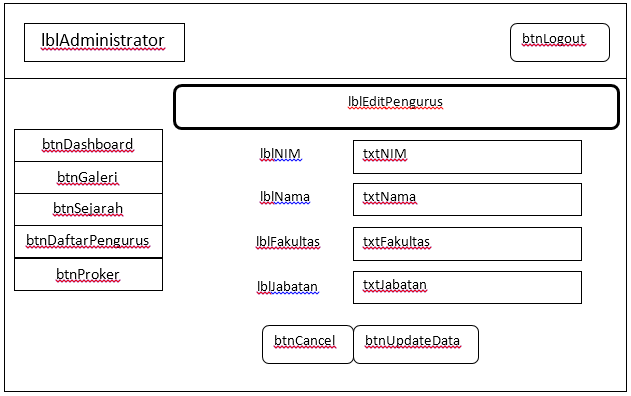 lblAdministrator
btnLogout
lblEditPengurus
btnDashboard
btnGaleri
btnSejarah
btnDaftarPengurus
btnProker
lblNIM txtNIM
lblNama txtNama
lblFakultas txtFakultas
lblJabatan txtJabatan
btnCancel btnUpdateData